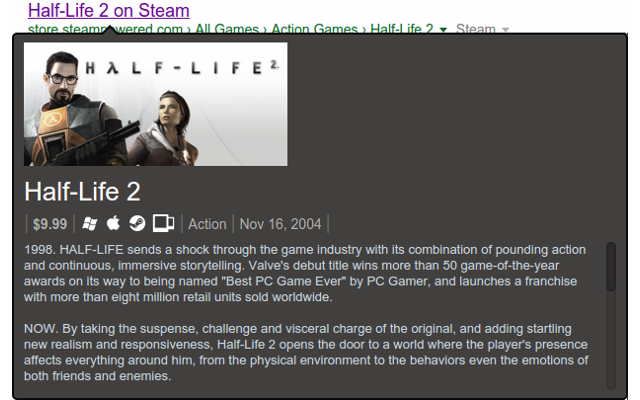 Half-Life 2 on Steam
store.steampowered.com › All Games › Action Games › Half-Life 2 Steam
HλLF-LIFE²
Half-Life 2
$9.99 Action Nov 16, 2004
1998. HALF-LIFE sends a shock through the game industry with its combination of pounding action
and continuous, immersive storytelling. Valve's debut title wins more than 50 game-of-the-year
awards on its way to being named "Best PC Game Ever" by PC Gamer, and launches a franchise
with more than eight million retail units sold worldwide.
NOW. By taking the suspense, challenge and visceral charge of the original, and adding startling
new realism and responsiveness, Half-Life 2 opens the door to a world where the player's presence
affects everything around him, from the physical environment to the behaviors even the emotions of
both friends and enemies.